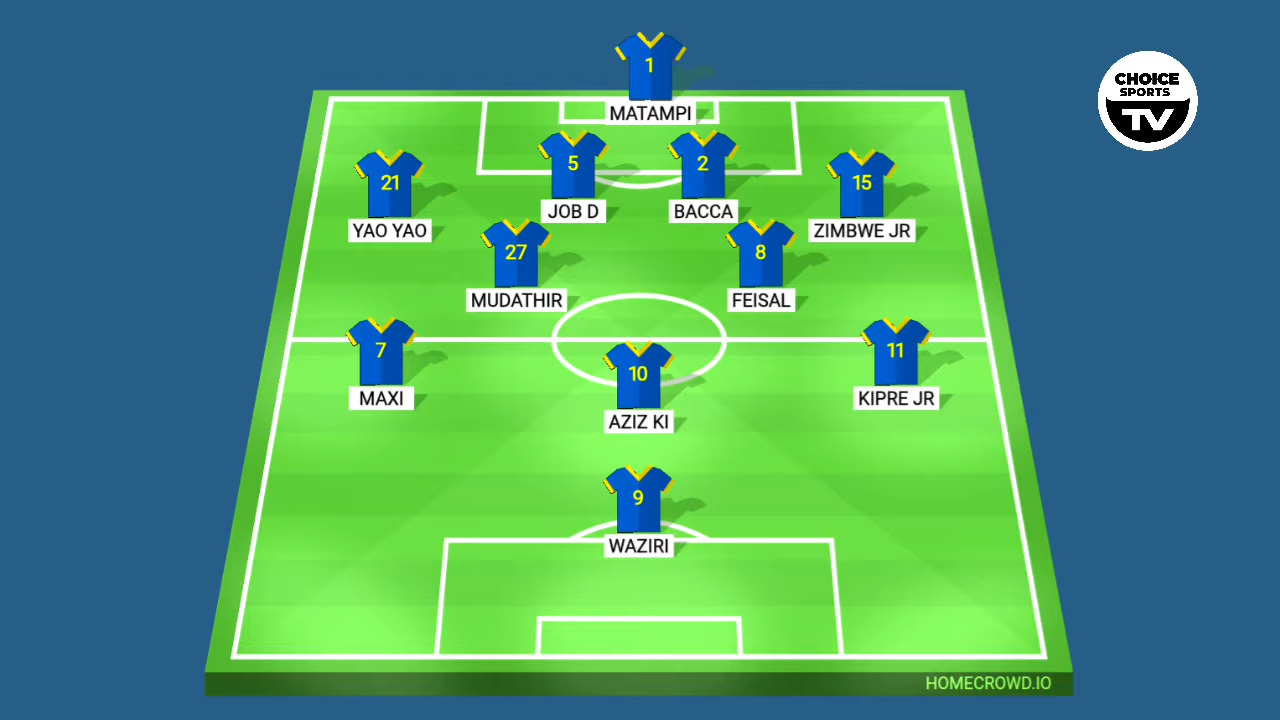 CHOICE
SPORTS
TV
1
MATAMPI
5
JOB D
2
BACCA
21
YAO YAO
15
ZIMBWE JR
27
MUDATHIR
8
FEISAL
7
MAXI
11
KIPRE JR
10
AZIZ KI
9
WAZIRI
HOMECROWD.IO